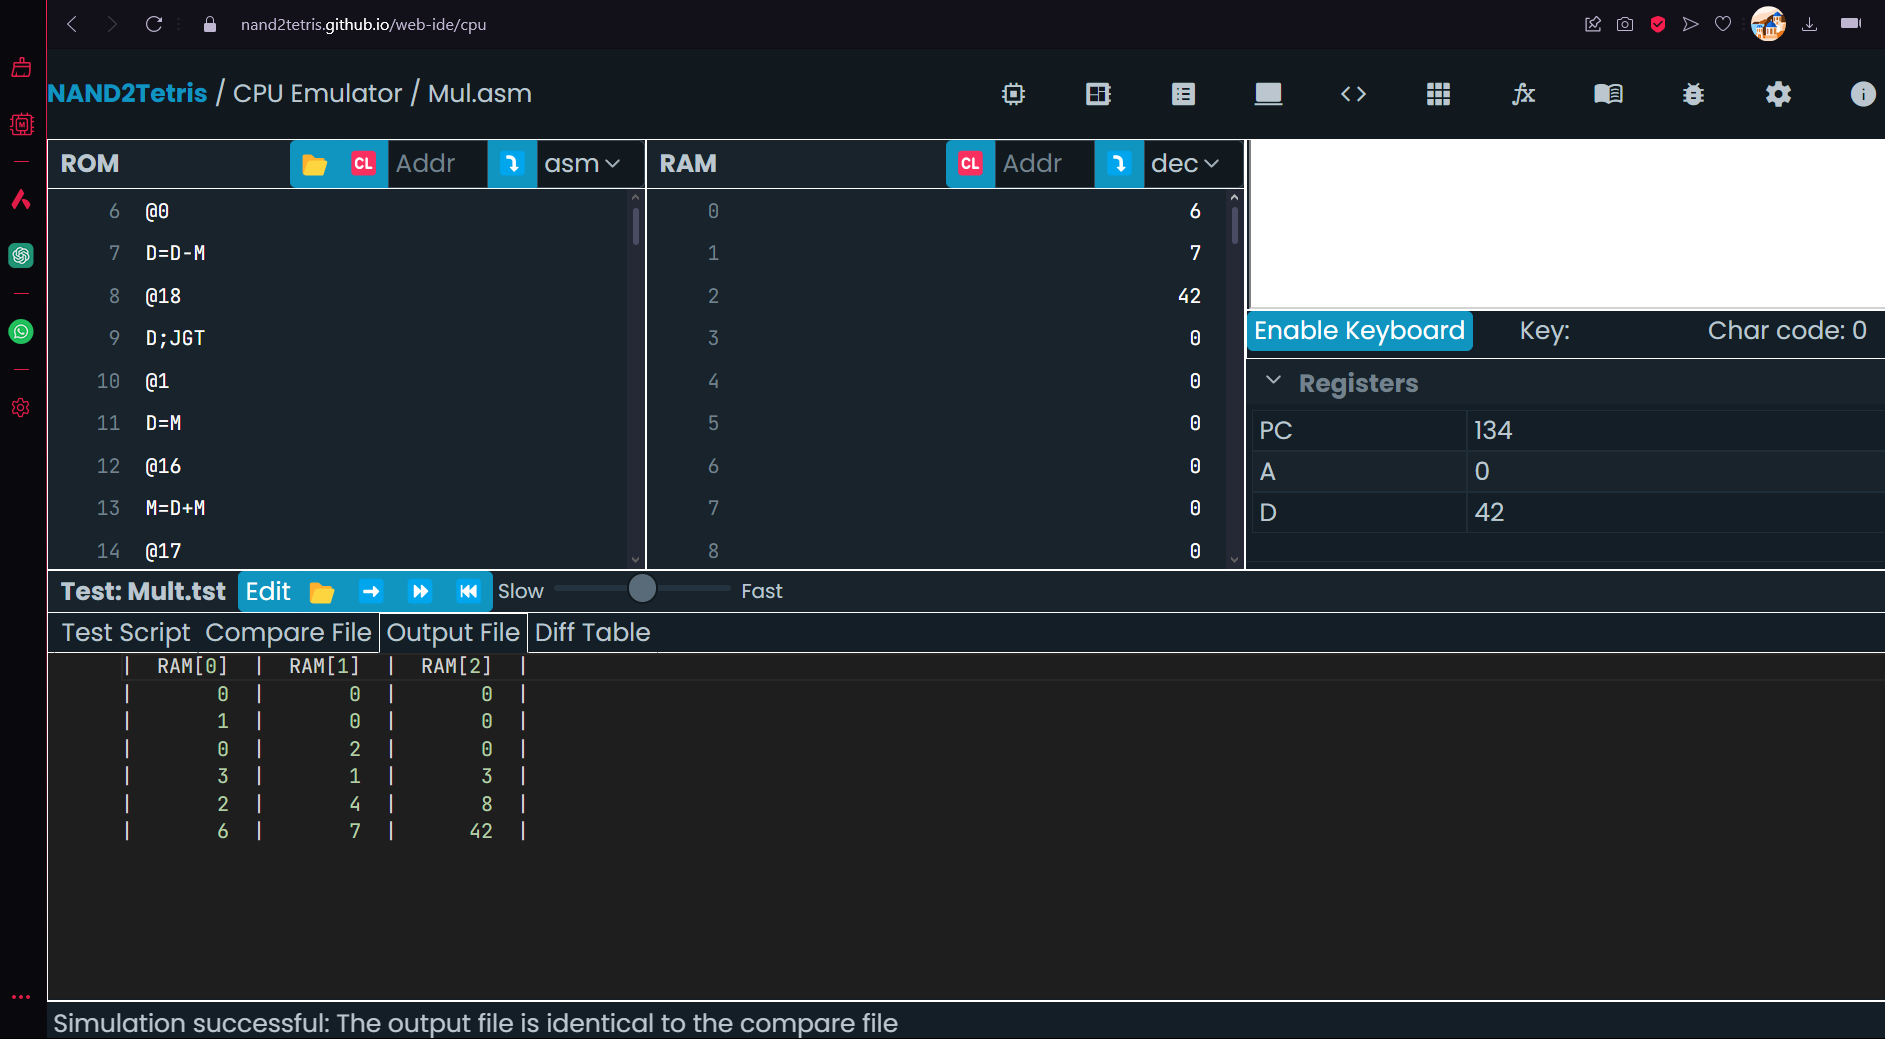 nand2tetris.github.io/web-ide/cpu
NAND2Tetris / CPU Emulator / Mul.asm
ROM CL Addr asm
6 @0
7 D=D-M
8 @18
9 D;JGT
10 @1
11 D=M
12 @16
13 M=D+M
14 @17
RAM CL Addr dec
0 6
1 7
2 42
3 0
4 0
5 0
6 0
7 0
8 0
Enable Keyboard Key: Char code: 0
Registers
PC 134
A 0
D 42
Test: Mult.tst Edit Slow Fast
Test Script Compare File Output File Diff Table
| RAM[0] | RAM[1] | RAM[2] |
| 0 | 0 | 0 |
| 1 | 0 | 0 |
| 0 | 2 | 0 |
| 3 | 1 | 3 |
| 2 | 4 | 8 |
| 6 | 7 | 42 |
Simulation successful: The output file is identical to the compare file